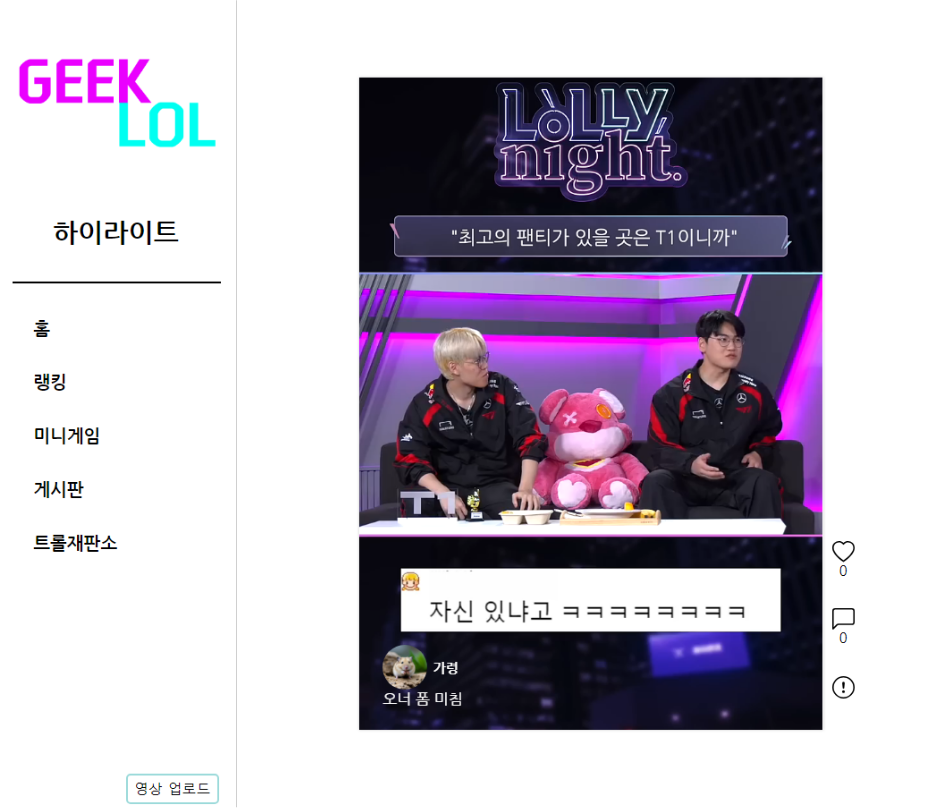 GEEK
LOL
하이라이트
홈
랭킹
미니게임
게시판
트롤재판소
영상 업로드
LOLLY
night.
"최고의 팬티가 있을 곳은 T1이니까"
T1
자신 있냐고 ㅋㅋㅋㅋㅋㅋㅋㅋ
가렁
오너 폼 미침
0
0